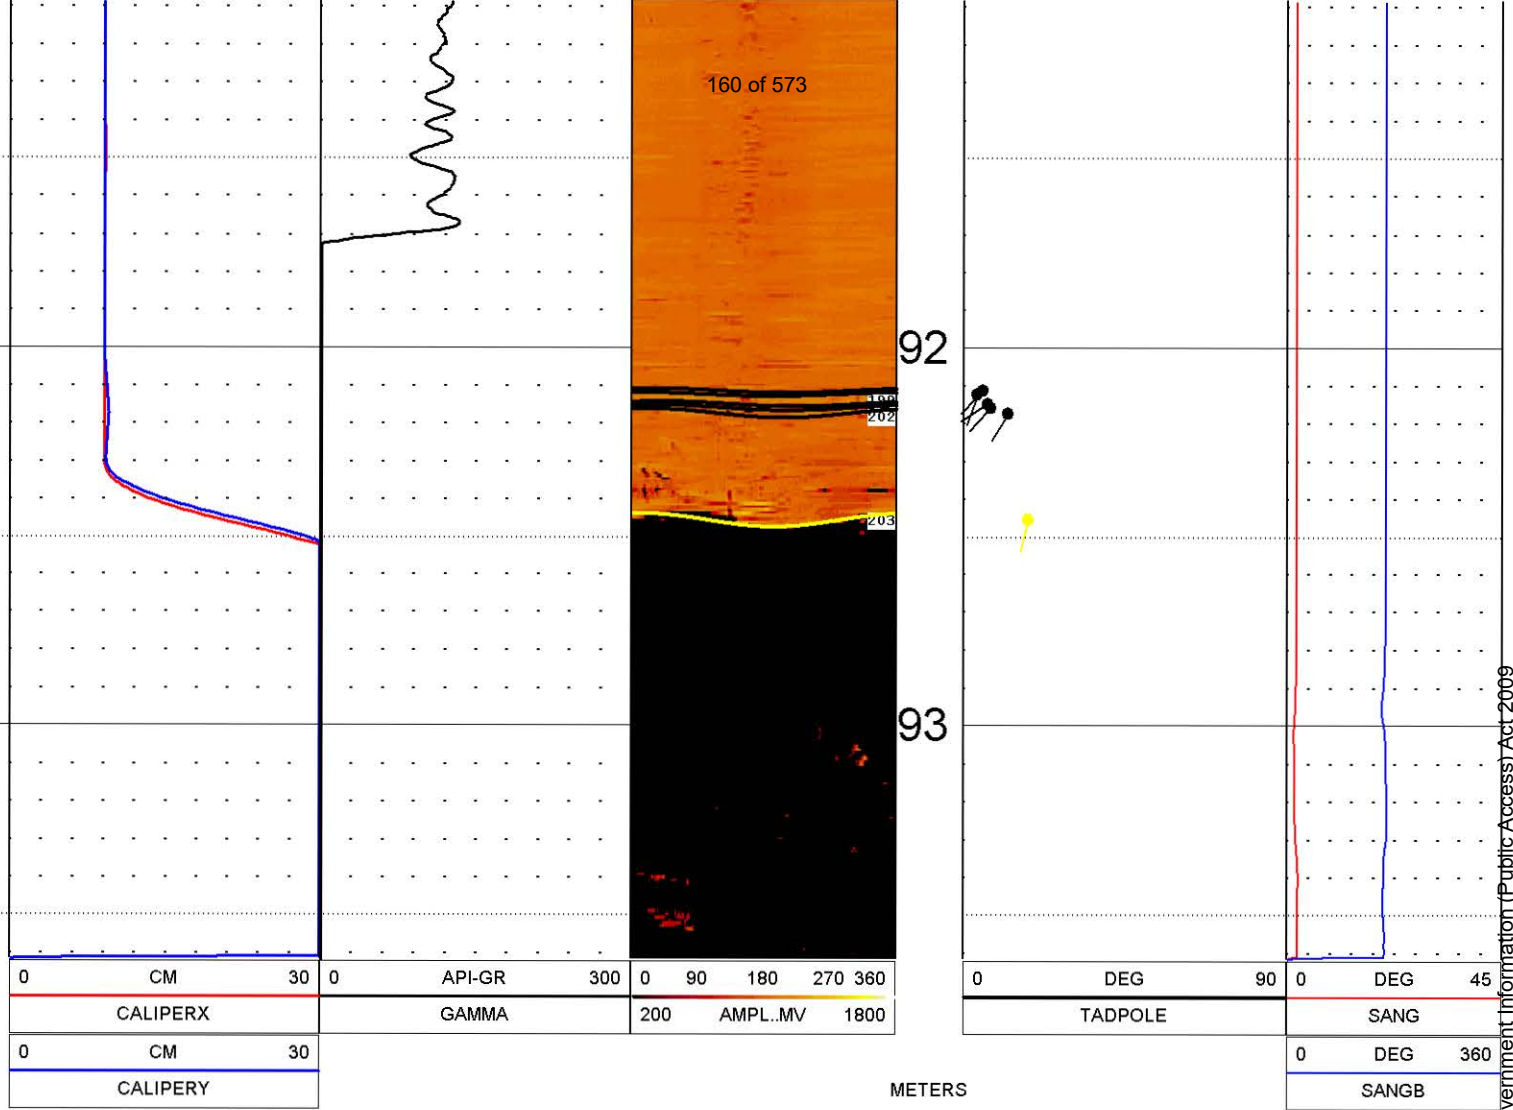 160 of 573
92
202
203
93
0 CM 30
CALIPERX
0 CM 30
CALIPERY
0 API-GR 300
GAMMA
0 90 180 270 360
200 AMPL..MV 1800
METERS
0 DEG 90
TADPOLE
0 DEG 45
SANG
0 DEG 360
SANGB
Information (Public Access) Act 2009